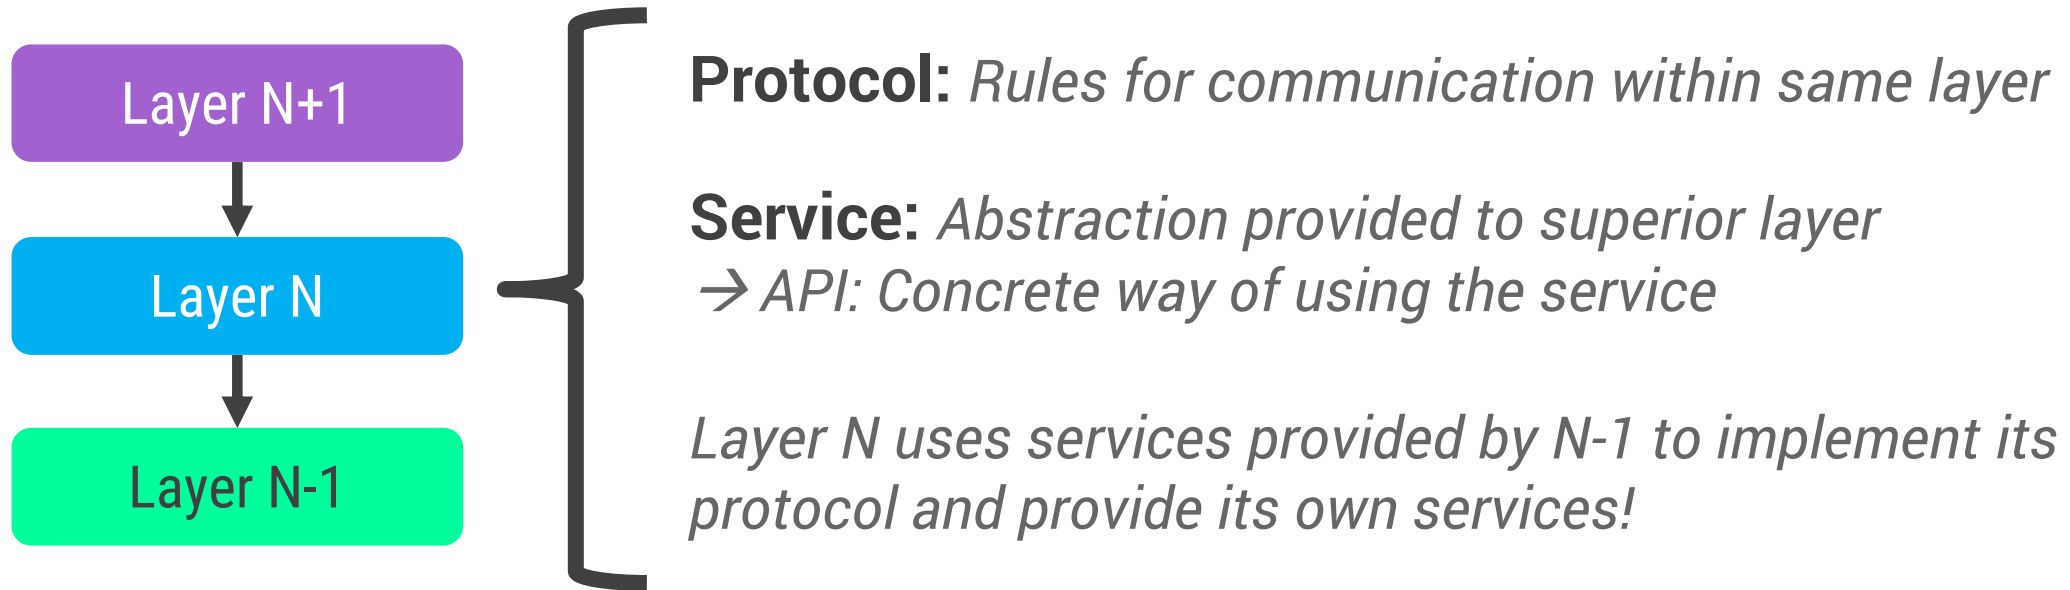 Layer N+1
Layer N
Layer N-1
Protocol: Rules for communication within same layer
Service: Abstraction provided to superior layer
→ API: Concrete way of using the service
Layer N uses services provided by N-1 to implement its
protocol and provide its own services!